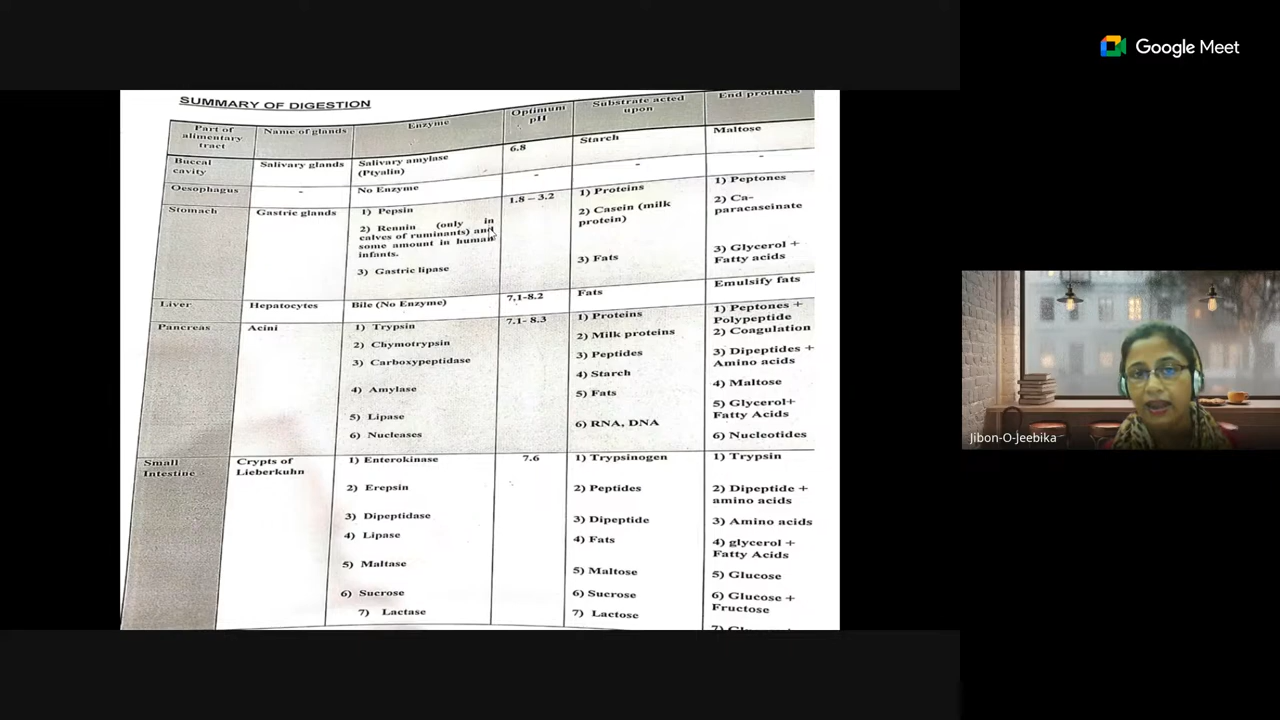 Google Meet
SUMMARY OF DIGESTION
Part of alimentary tract | Name of glands | Enzyme | Optimum pH | Substrate acted upon | End products
Buccal cavity | Salivary glands | Salivary amylase (Ptyalin) | 6.8 | Starch | Maltose
Oesophagus | - | No Enzyme | - | - | -
Stomach | Gastric glands | 1) Pepsin | 1.8 – 3.2 | 1) Proteins | 1) Peptones
2) Rennin (only in calves of ruminants) and some amount in human infants. | 2) Casein (milk protein) | 2) Ca-paracaseinate
3) Gastric lipase | 3) Fats | 3) Glycerol + Fatty acids
Liver | Hepatocytes | Bile (No Enzyme) | 7.1-8.2 | Fats | Emulsify fats
Pancreas | Acini | 1) Trypsin | 7.1- 8.3 | 1) Proteins | 1) Peptones + Polypeptide
2) Chymotrypsin | 2) Milk proteins | 2) Coagulation
3) Carboxypeptidase | 3) Peptides | 3) Dipeptides + Amino acids
4) Amylase | 4) Starch | 4) Maltose
5) Lipase | 5) Fats | 5) Glycerol+ Fatty Acids
6) Nucleases | 6) RNA, DNA | 6) Nucleotides
Small Intestine | Crypts of Lieberkuhn | 1) Enterokinase | 7.6 | 1) Trypsinogen | 1) Trypsin
2) Erepsin | 2) Peptides | 2) Dipeptide + amino acids
3) Dipeptidase | 3) Dipeptide | 3) Amino acids
4) Lipase | 4) Fats | 4) glycerol + Fatty Acids
5) Maltase | 5) Maltose | 5) Glucose
6) Sucrose | 6) Sucrose | 6) Glucose + Fructose
7) Lactase | 7) Lactose
Jibon-O-Jeebika